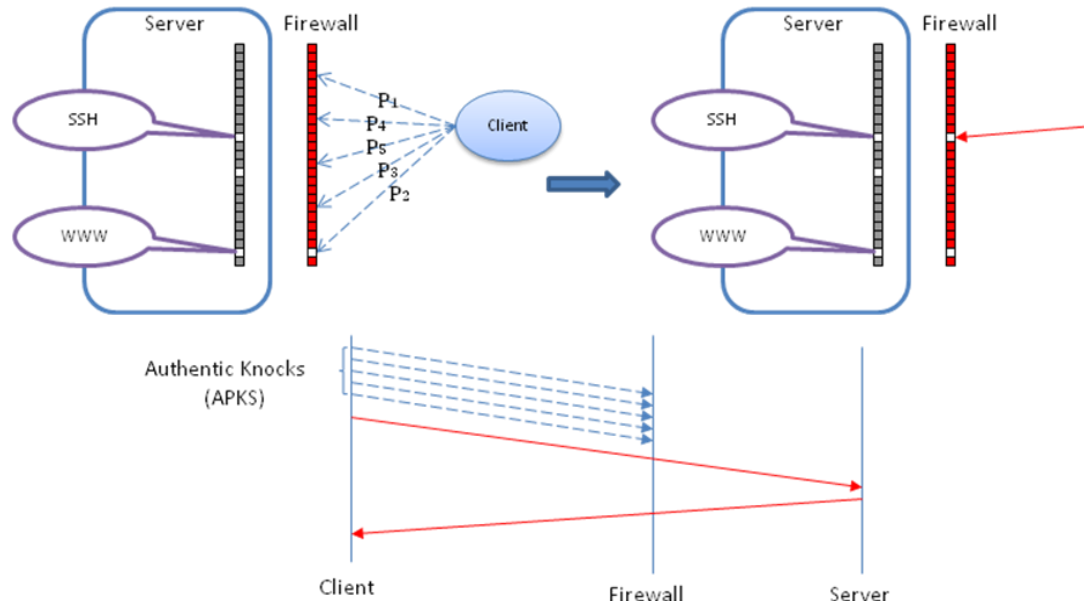 Server
Firewall
SSH
WWW
P1
P4
P5
P3
P2
Client
Server
Firewall
SSH
WWW
Authentic Knocks
(APKS)
Client
Firewall
Server